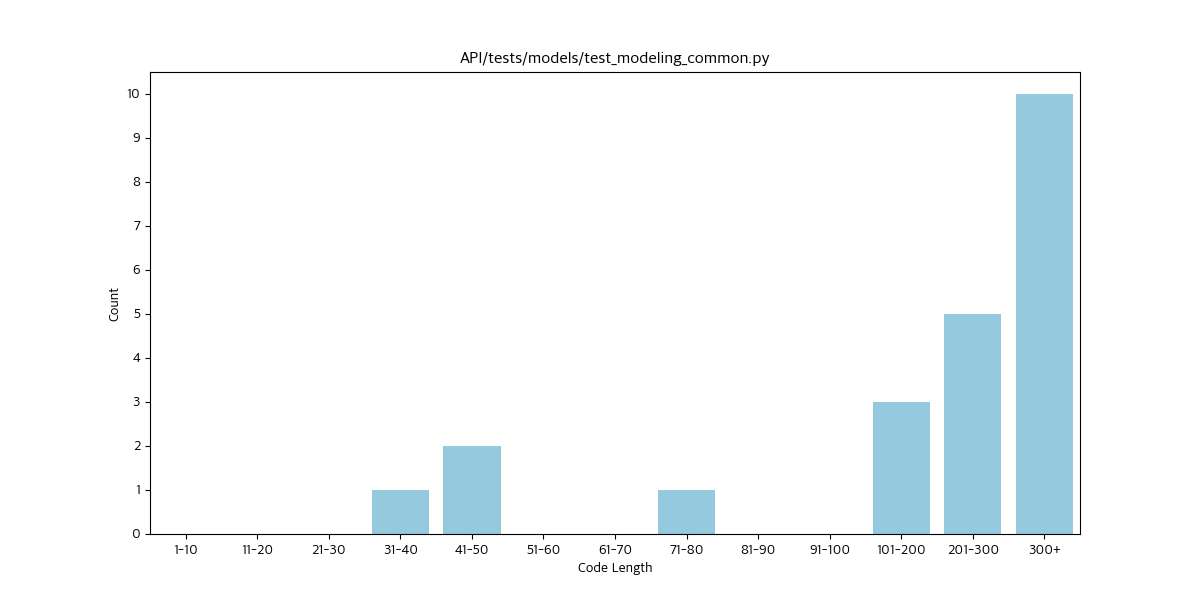 API/tests/models/test_modeling_common.py
10
9
8
7
6
5
4
3
2
1
0
Count
1-10 11-20 21-30 31-40 41-50 51-60 61-70 71-80 81-90 91-100 101-200 201-300 300+
Code Length